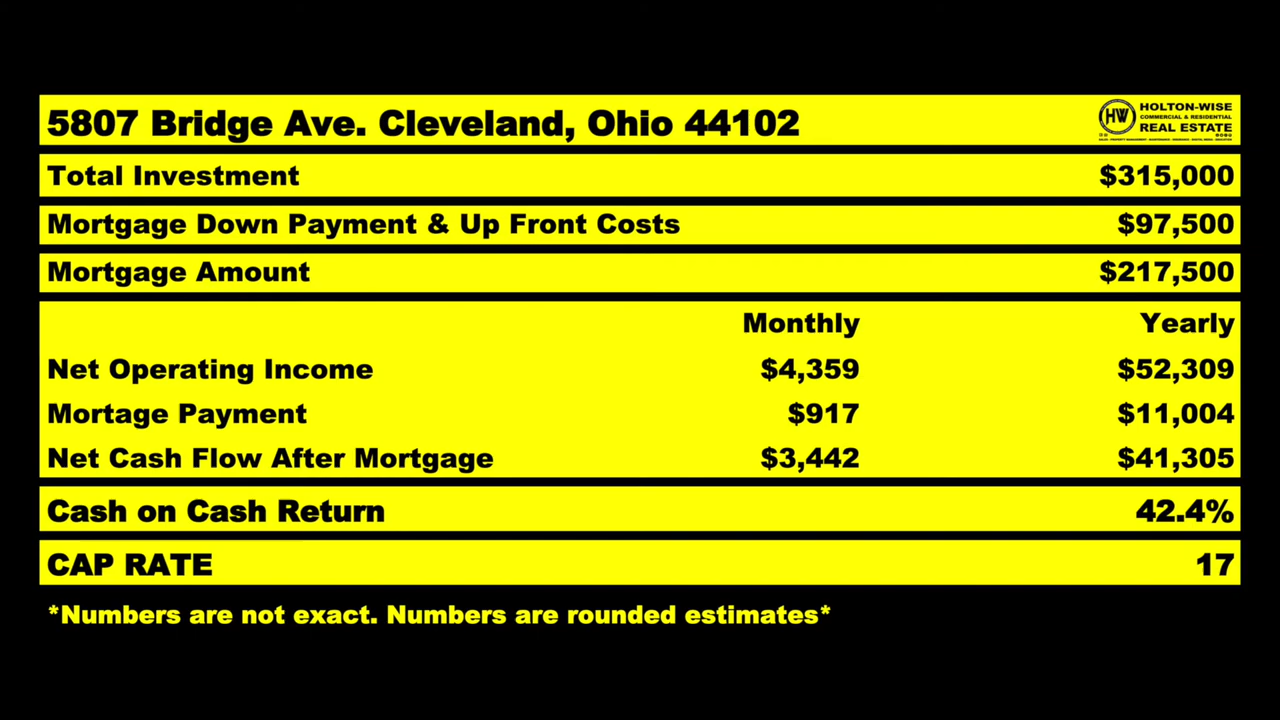 5807 Bridge Ave. Cleveland, Ohio 44102
HW
HOLTON-WISE
COMMERCIAL & RESIDENTIAL
REAL ESTATE
Total Investment $315,000
Mortgage Down Payment & Up Front Costs $97,500
Mortgage Amount $217,500
Monthly Yearly
Net Operating Income $4,359 $52,309
Mortage Payment $917 $11,004
Net Cash Flow After Mortgage $3,442 $41,305
Cash on Cash Return 42.4%
CAP RATE 17
*Numbers are not exact. Numbers are rounded estimates*